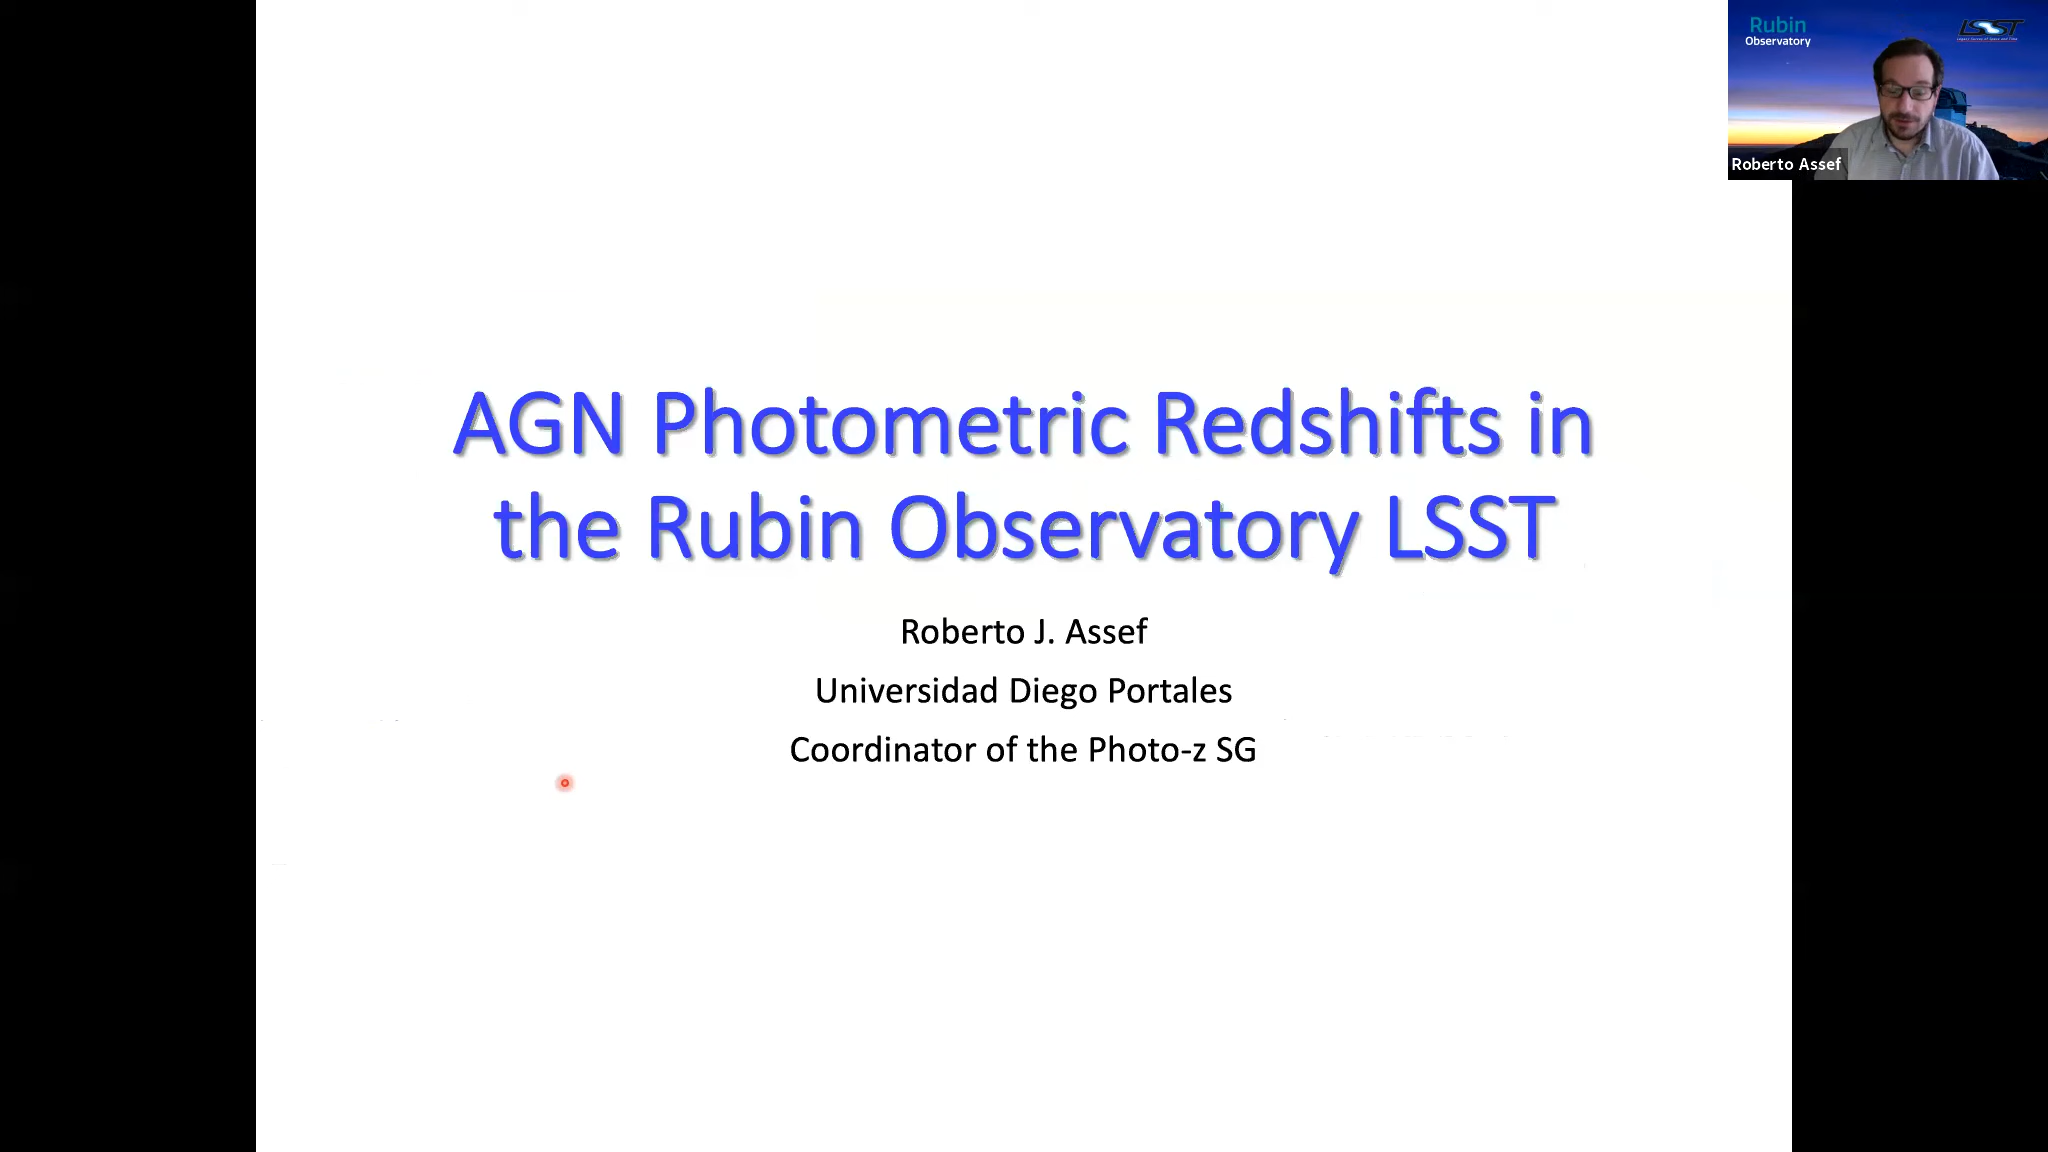 Rubin
Observatory
LSST
Roberto Assef
AGN Photometric Redshifts in
the Rubin Observatory LSST
Roberto J. Assef
Universidad Diego Portales
Coordinator of the Photo-z SG